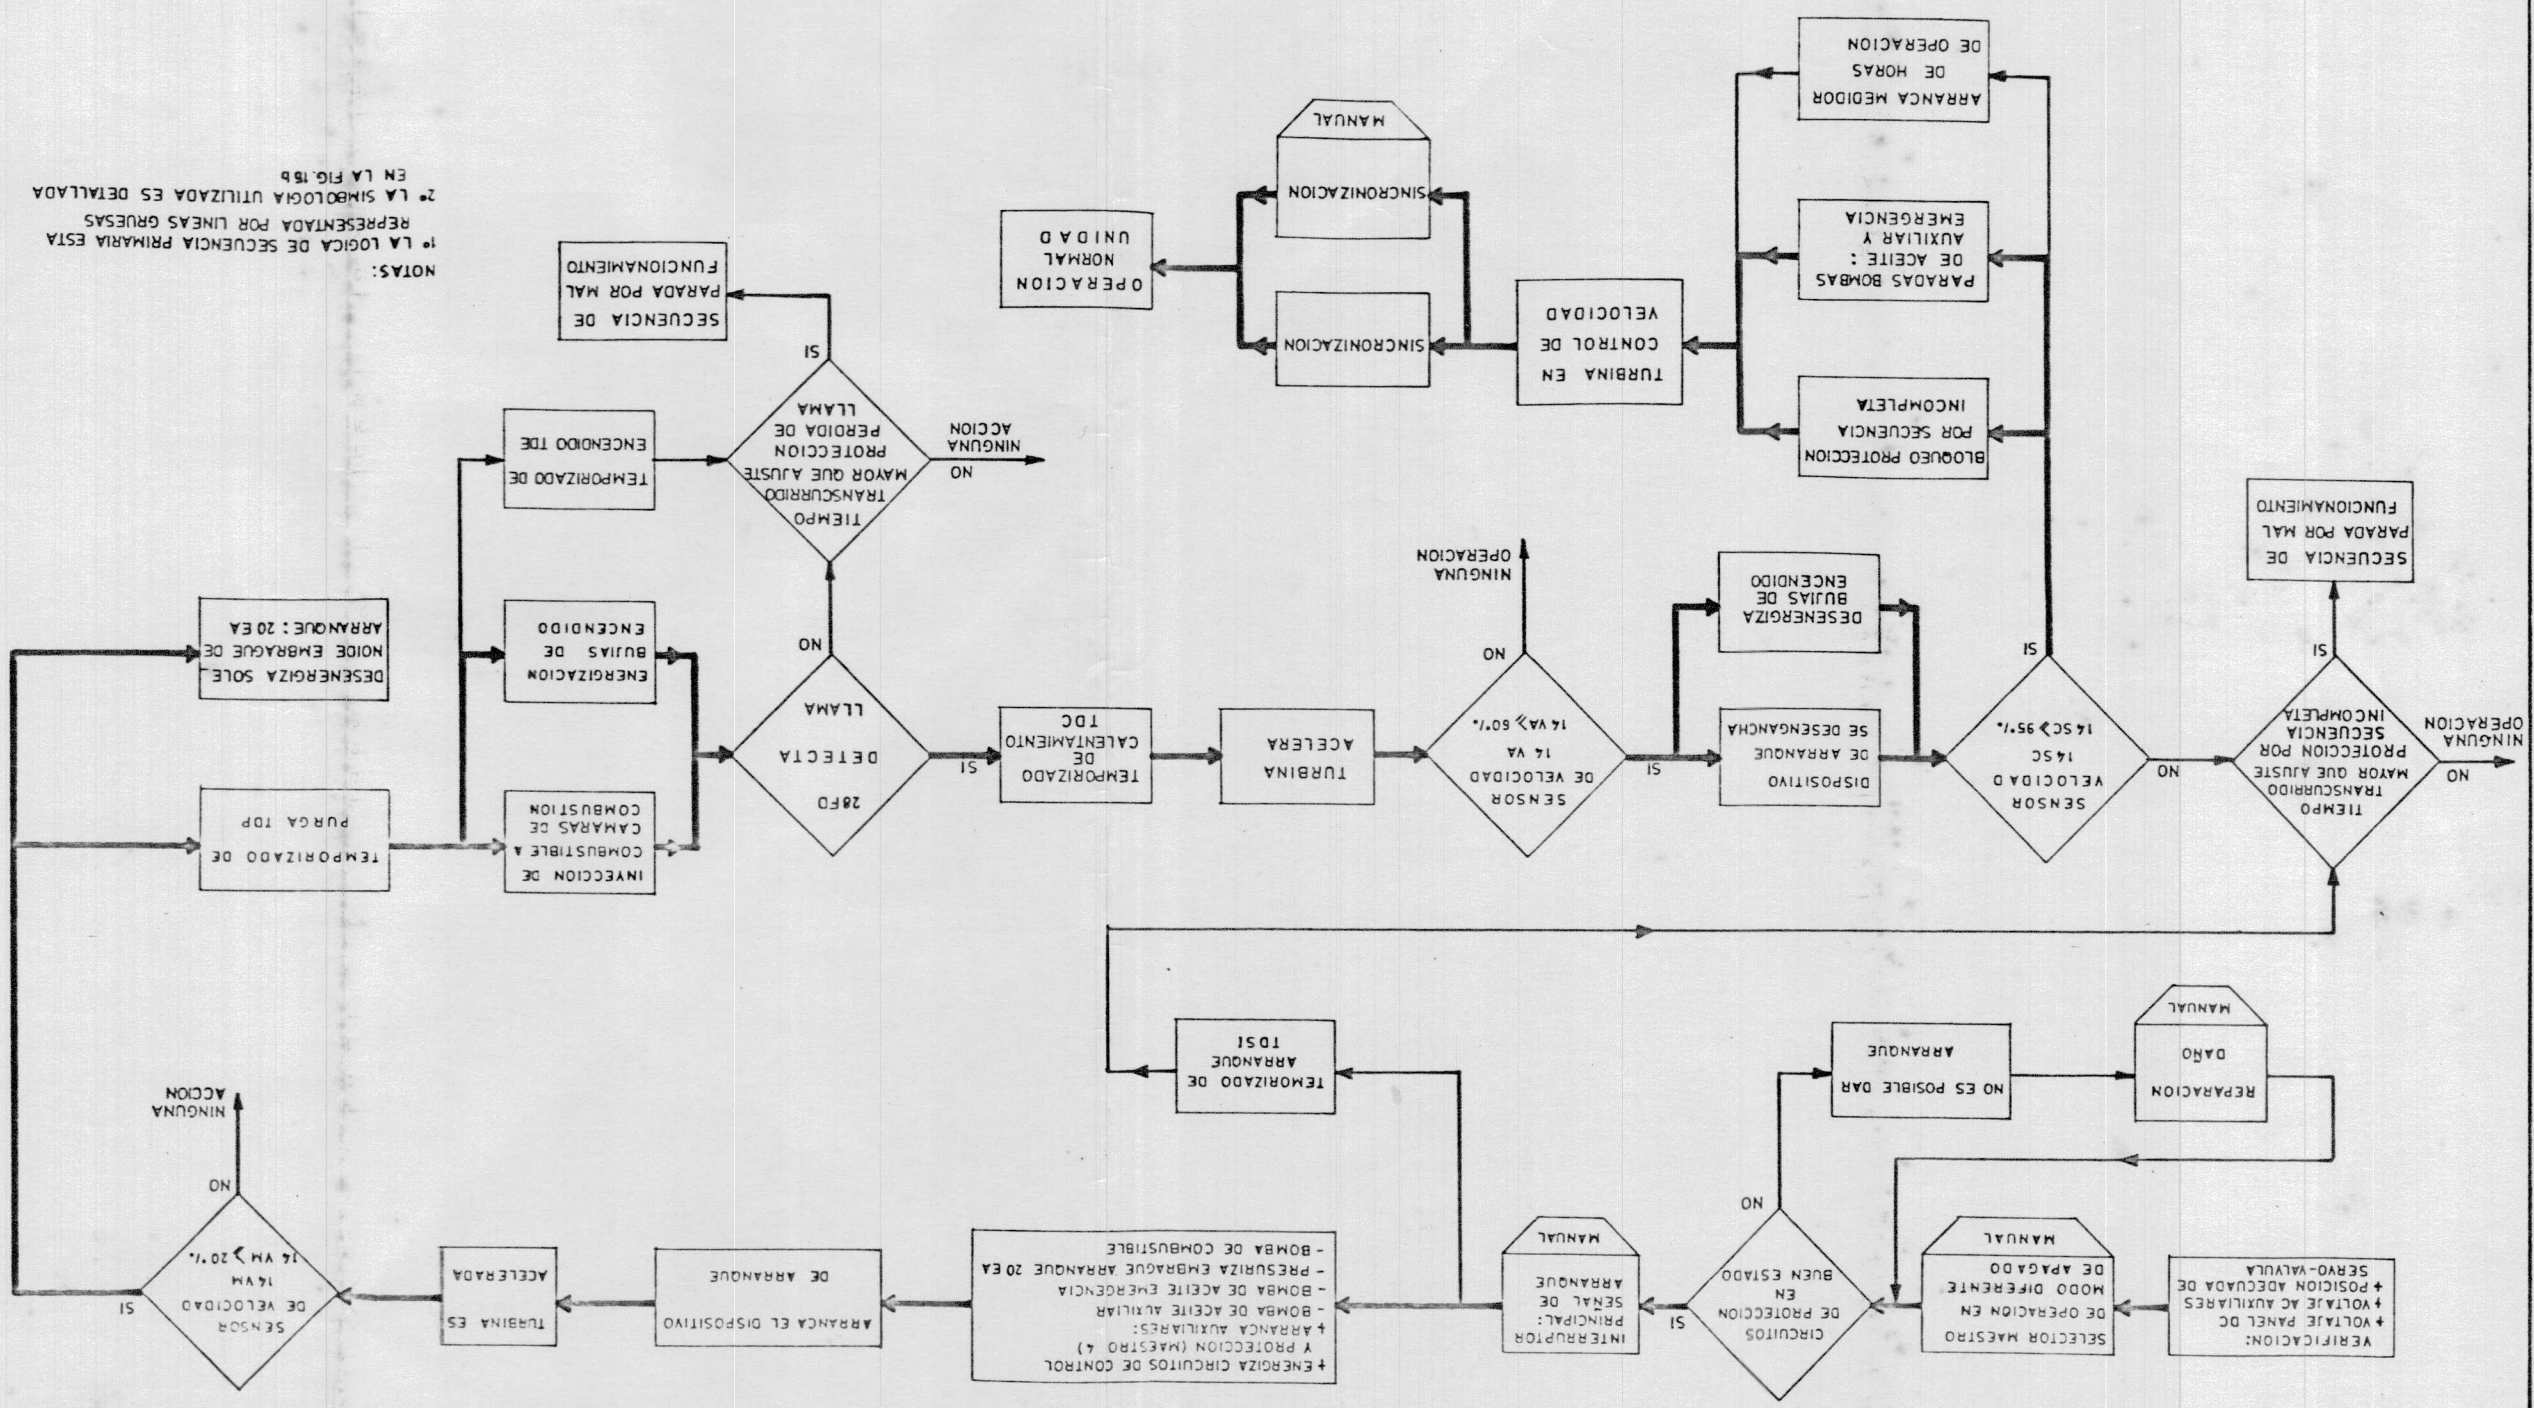 VERIFICACION:
+ VOLTAJE PANEL DC
+ VOLTAJE AC AUXILIARES
+ POSICION ADECUADA DE
SERVO-VALVULA
SELECTOR MAESTRO
DE OPERACION EN
MODO DIFERENTE
DE APAGADO
MANUAL
CIRCUITOS
DE PROTECCION
EN
BUEN ESTADO
SI
NO
INTERRUPTOR
PRINCIPAL:
SEÑAL DE
ARRANQUE
MANUAL
+ ENERGIZA CIRCUITOS DE CONTROL
Y PROTECCION (MAESTRO 4)
+ ARRANCA AUXILIARES:
- BOMBA DE ACEITE AUXILIAR
- BOMBA DE ACEITE EMERGENCIA
- PRESURIZA EMBRAGUE ARRANQUE 20 EA
- BOMBA DE COMBUSTIBLE
ARRANCA EL DISPOSITIVO
DE ARRANQUE
TURBINA ES
ACELERADA
SENSOR
DE VELOCIDAD
14 VM
14 VM ⩾ 20%.
SI
NO
NINGUNA
ACCION
REPARACION
DAÑO
MANUAL
NO ES POSIBLE DAR
ARRANQUE
TEMORIZADO DE
ARRANQUE
TDSI
TIEMPO
TRANSCURRIDO
MAYOR QUE AJUSTE
PROTECCION POR
SECUENCIA
INCOMPLETA
NO
NINGUNA
OPERACION
SI
SECUENCIA DE
PARADA POR MAL
FUNCIONAMIENTO
SENSOR
VELOCIDAD
14 SC
14 SC ⩾ 95%.
NO
SI
DISPOSITIVO
DE ARRANQUE
SE DESENGANCHA
DESENERGIZA
BUJIAS DE
ENCENDIDO
SENSOR
DE VELOCIDAD
14 VA
14 VA ⩾ 60%.
SI
NO
NINGUNA
OPERACION
TURBINA
ACELERA
TEMPORIZADO
DE
CALENTAMIENTO
TDC
28FD
DETECTA
LLAMA
SI
NO
INYECCION DE
COMBUSTIBLE A
CAMARAS DE
COMBUSTION
ENERGIZACION
BUJIAS DE
ENCENDIDO
TEMPORIZADO DE
PURGA TDP
DESENERGIZA SOLE_
NOIDE EMBRAGUE DE
ARRANQUE: 20 EA
TIEMPO
TRANSCURRIDO
MAYOR QUE AJUSTE
PROTECCION
PERDIDA DE
LLAMA
NO
NINGUNA
ACCION
SI
TEMPORIZADO DE
ENCENDIDO TDE
SECUENCIA DE
PARADA POR MAL
FUNCIONAMIENTO
BLOQUEO PROTECCION
POR SECUENCIA
INCOMPLETA
PARADAS BOMBAS
DE ACEITE:
AUXILIAR Y
EMERGENCIA
ARRANCA MEDIDOR
DE HORAS
DE OPERACION
TURBINA EN
CONTROL DE
VELOCIDAD
SINCRONIZACION
SINCRONIZACION
MANUAL
OPERACION
NORMAL
UNIDAD
NOTAS:
1º LA LOGICA DE SECUENCIA PRIMARIA ESTA
REPRESENTADA POR LINEAS GRUESAS
2º LA SIMBOLOGIA UTILIZADA ES DETALLADA
EN LA FIG. 15 b